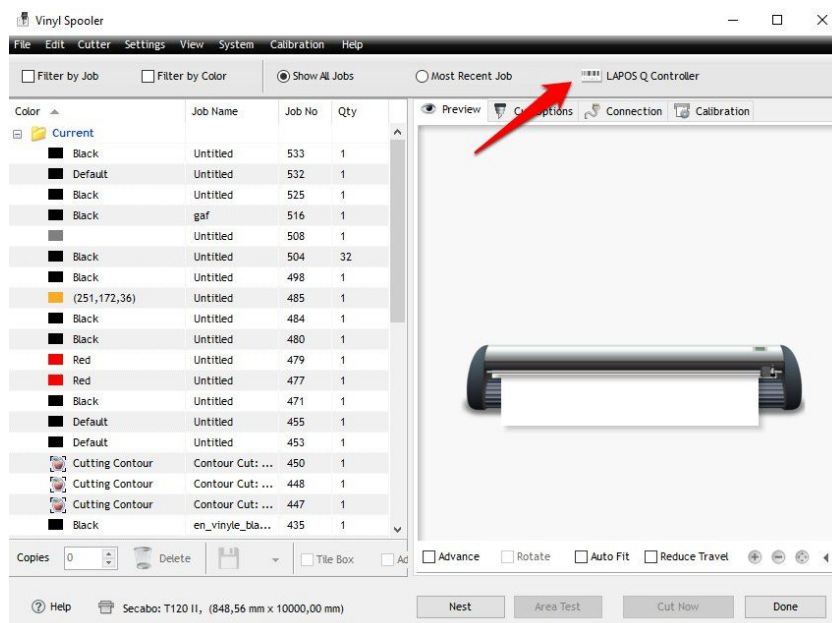 Vinyl Spooler
File Edit Cutter Settings View System Calibration Help
Filter by Job Filter by Color Show All Jobs Most Recent Job LAPOS Q Controller
Color Job Name Job No Qty Preview Options Connection Calibration
Current
Black Untitled 533 1
Default Untitled 532 1
Black Untitled 525 1
Black gaf 516 1
Untitled 508 1
Black Untitled 504 32
Black Untitled 498 1
(251,172,36) Untitled 485 1
Black Untitled 484 1
Black Untitled 480 1
Red Untitled 479 1
Red Untitled 477 1
Black Untitled 471 1
Default Untitled 455 1
Default Untitled 453 1
Cutting Contour Contour Cut: ... 450 1
Cutting Contour Contour Cut: ... 448 1
Cutting Contour Contour Cut: ... 447 1
Black en_vinyle_bla... 435 1
Copies 0 Delete Tile Box Ad Advance Rotate Auto Fit Reduce Travel
Help Secabo: T120 II, (848,56 mm x 10000,00 mm) Nest Area Test Cut Now Done